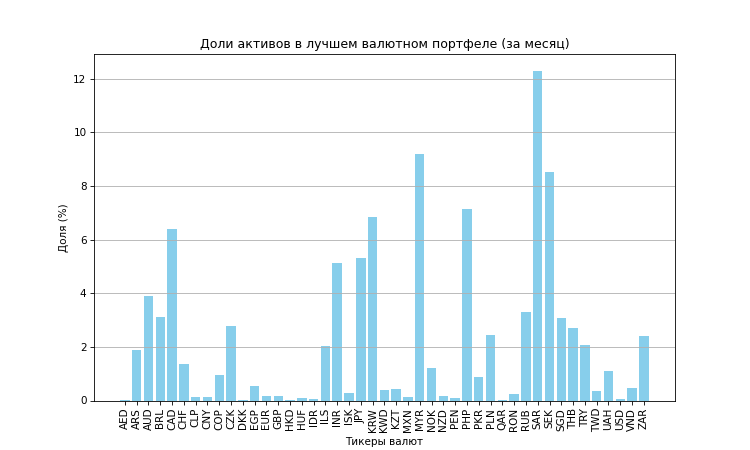 Доли активов в лучшем валютном портфеле (за месяц)
Доля (%)
12
10
8
6
4
2
0
AED ARS AUD BRL CAD CHF CLP CNY COP CZK DKK EGP EUR GBP HKD HUF IDR ILS INR ISK JPY KRW KWD KZT MXN MYR NOK NZD PEN PHP PKR PLN QAR RON RUB SAR SEK SGD THB TRY TWD UAH USD VND ZAR
Тикеры валют